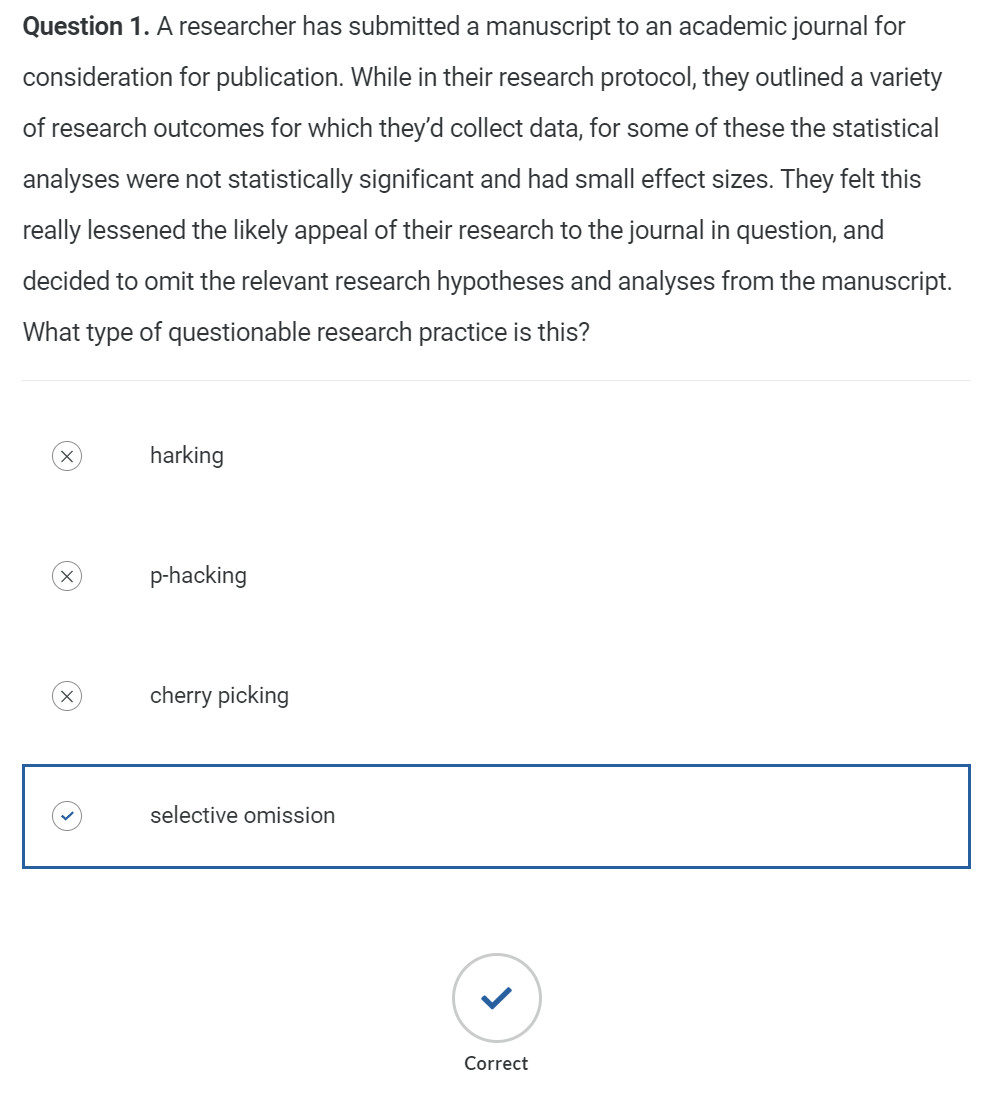 Question 1. A researcher has submitted a manuscript to an academic journal for
consideration for publication. While in their research protocol, they outlined a variety
of research outcomes for which they’d collect data, for some of these the statistical
analyses were not statistically significant and had small effect sizes. They felt this
really lessened the likely appeal of their research to the journal in question, and
decided to omit the relevant research hypotheses and analyses from the manuscript.
What type of questionable research practice is this?
harking
p-hacking
cherry picking
selective omission
Correct